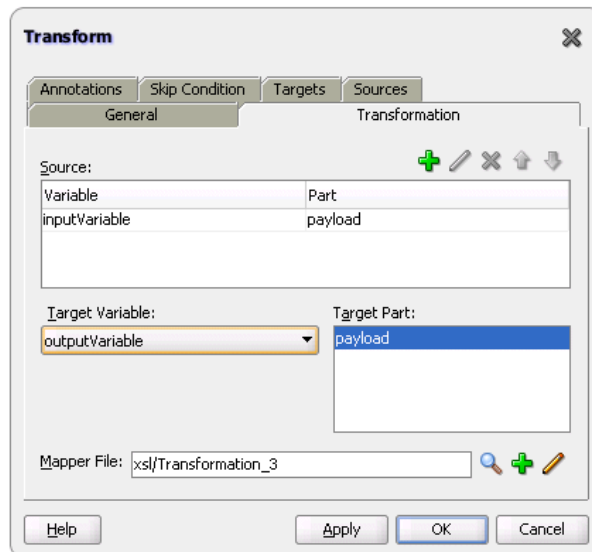 Transform
Annotations Skip Condition Targets Sources
General Transformation
Source:
Variable Part
inputVariable payload
Target Variable: Target Part:
outputVariable payload
Mapper File: xsl/Transformation_3
Help Apply OK Cancel